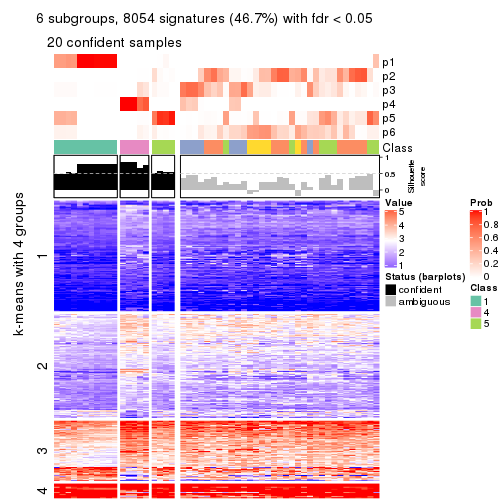 6 subgroups, 8054 signatures (46.7%) with fdr < 0.05
20 confident samples
p1
p2
p3
p4
p5
p6
Class
1
0.5
0
Silhouette
score
k-means with 4 groups
1
2
3
4
Value
5
4
3
2
1
Status (barplots)
confident
ambiguous
Prob
1
0.8
0.6
0.4
0.2
0
Class
1
4
5